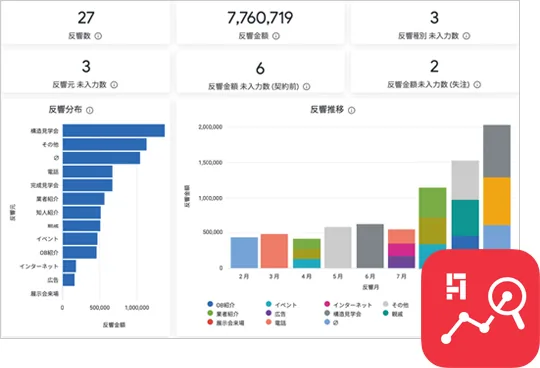 27
反響数
7,760,719
反響金額
3
反響種別 未入力数
3
反響元 未入力数
6
反響金額 未入力数 (契約前)
2
反響金額未入力数 (失注)
反響分布
反響元
構造見学会
その他
∅
電話
完成見学会
業者紹介
知人紹介
親戚
イベント
OB紹介
インターネット
広告
展示会来場
0
500,000
1,000,000
反響金額
反響推移
反響金額
2,000,000
1,500,000
1,000,000
500,000
0
2月
3月
4月
5月
6月
7月
反響月
OB紹介
イベント
インターネット
その他
業者紹介
広告
構造見学会
親戚
展示会来場
電話
∅